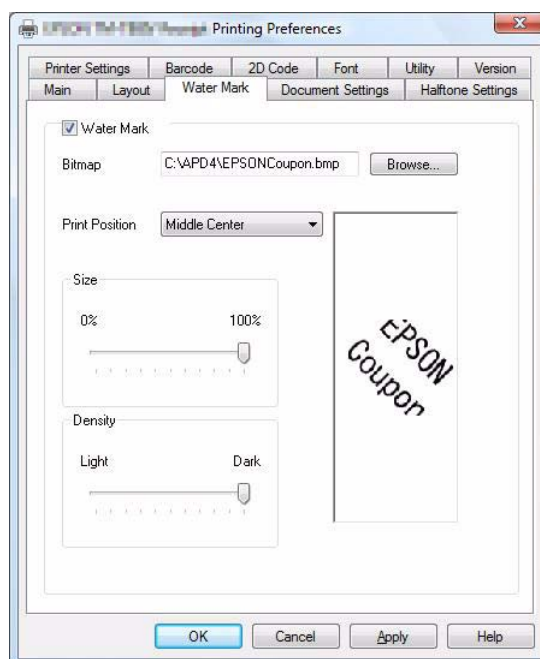 Printing Preferences
Printer Settings Barcode 2D Code Font Utility Version
Main Layout Water Mark Document Settings Halftone Settings
Water Mark
Bitmap C:\APD4\EPSONCoupon.bmp Browse...
Print Position Middle Center
Size
0% 100%
EPSON
Coupon
Density
Light Dark
OK Cancel Apply Help